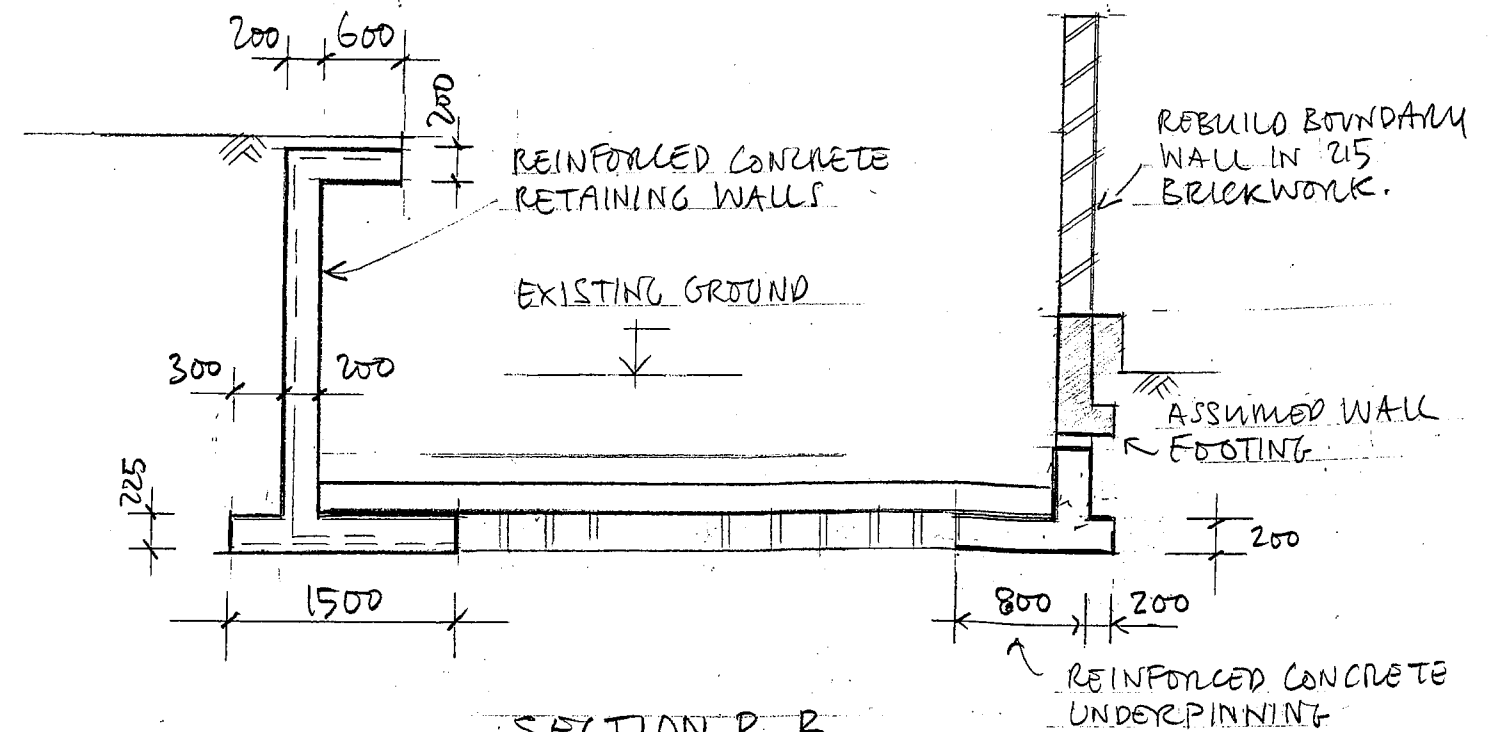 200 600
200
REINFORCED CONCRETE
RETAINING WALLS
REBUILD BOUNDARY
WALL IN 215
BRICKWORK.
EXISTING GROUND
300 200
ASSUMED WALL
FOOTING
225
200
1500
800 200
REINFORCED CONCRETE
UNDERPINNING
SECTION